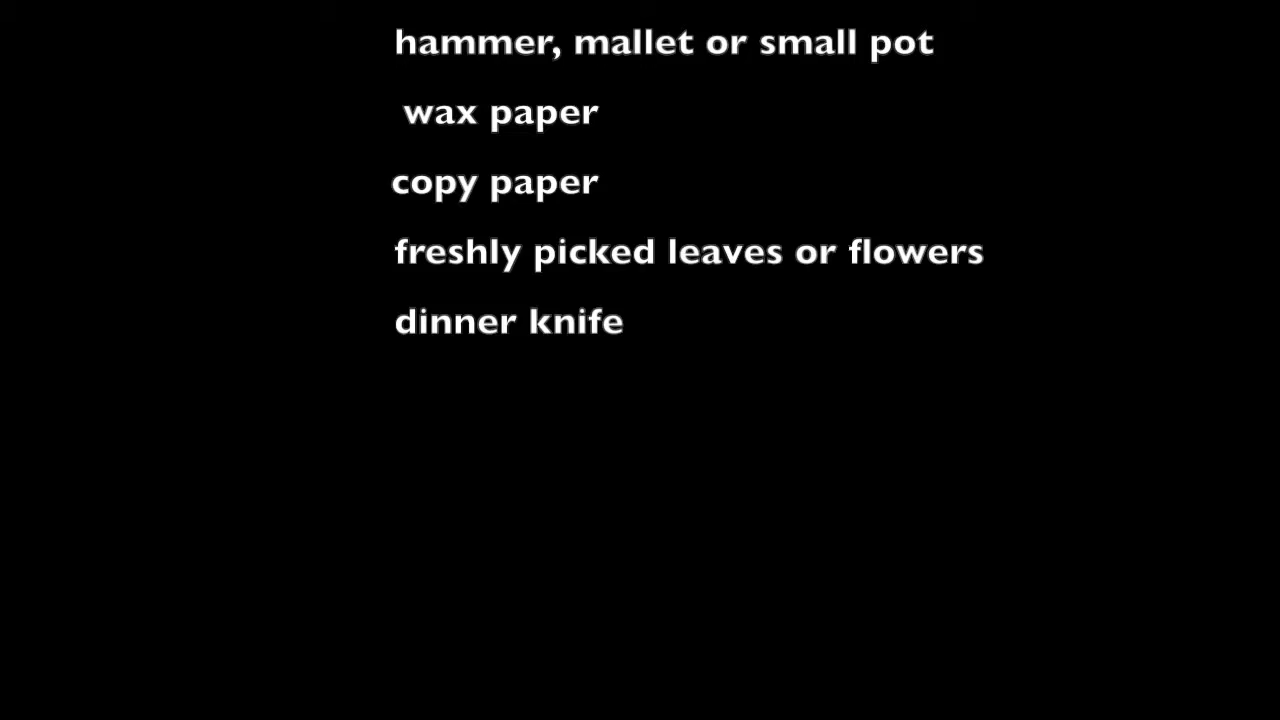 hammer, mallet or small pot
wax paper
copy paper
freshly picked leaves or flowers
dinner knife